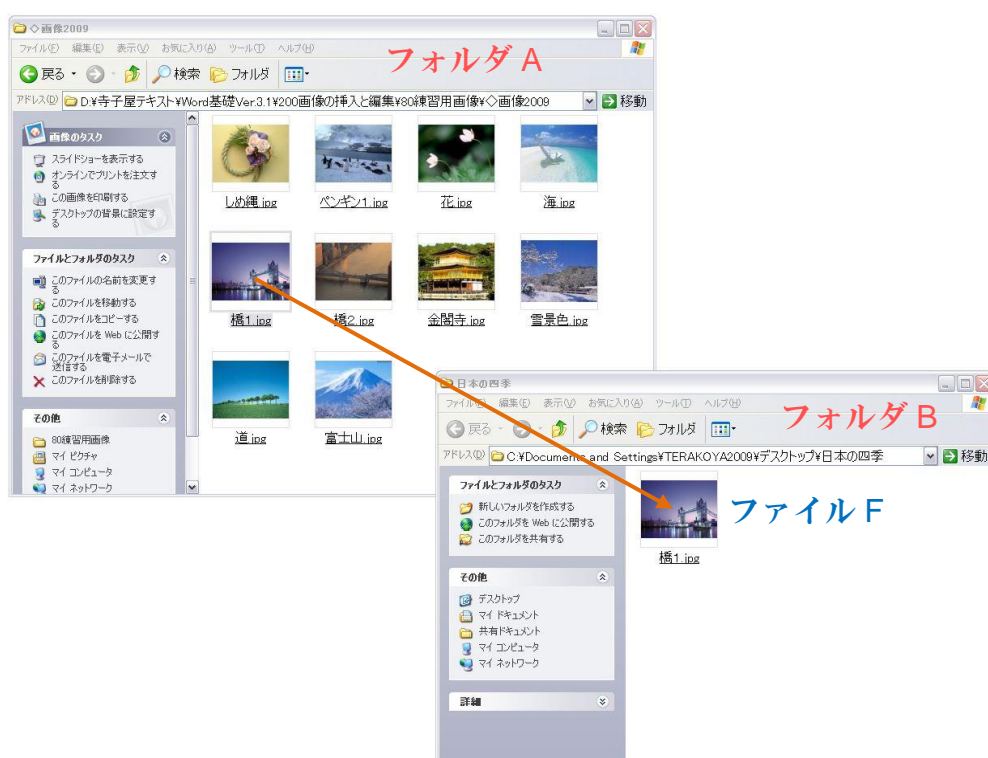 ◇画像2009
ファイル(F) 編集(E) 表示(V) お気に入り(A) ツール(T) ヘルプ(H)
フォルダA
戻る 検索 フォルダ
アドレス(D) D:¥寺子屋テキスト¥Word基礎Ver.3.1¥200画像の挿入と編集¥80練習用画像¥◇画像2009 移動
画像のタスク
スライドショーを表示する
オンラインでプリントを注文す
る
この画像を印刷する
デスクトップの背景に設定す
る
ファイルとフォルダのタスク
このファイルの名前を変更す
る
このファイルを移動する
このファイルをコピーする
このファイルを Web に公開す
る
このファイルを電子メールで
送信する
このファイルを削除する
その他
80練習用画像
マイ ピクチャ
マイ コンピュータ
マイ ネットワーク
しめ縄.jpg ペンギン1.jpg 花.jpg 海.jpg
橋1.jpg 橋2.jpg 金閣寺.jpg 雪景色.jpg
道.jpg 富士山.jpg
日本の四季
ファイル(F) 編集(E) 表示(V) お気に入り(A) ツール(T) ヘルプ(H)
フォルダB
戻る 検索 フォルダ
アドレス(D) C:¥Documents and Settings¥TERAKOYA2009¥デスクトップ¥日本の四季 移動
ファイルとフォルダのタスク
新しいフォルダを作成する
このフォルダを Web に公開する
このフォルダを共有する
その他
デスクトップ
マイ ドキュメント
共有ドキュメント
マイ コンピュータ
マイ ネットワーク
詳細
ファイルF
橋1.jpg